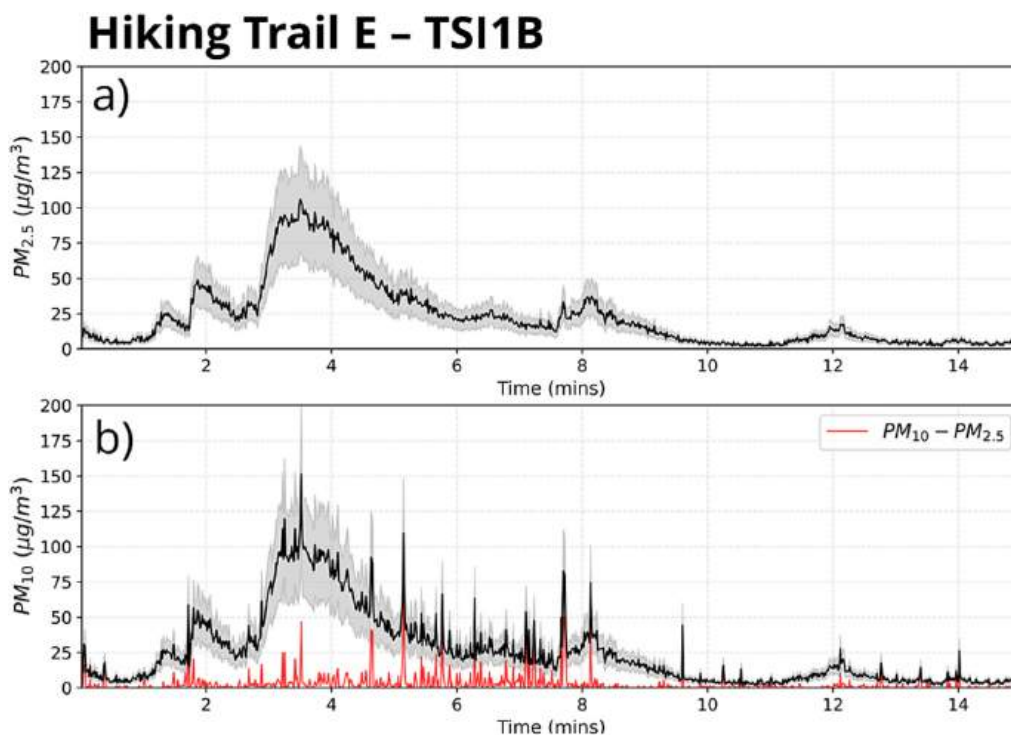 Hiking Trail E – TSI1B
a)
PM2.5 (μg/m³)
200
175
150
125
100
75
50
25
0
2 4 6 8 10 12 14
Time (mins)
b)
PM10 (μg/m³)
200
175
150
125
100
75
50
25
0
PM10 − PM2.5
2 4 6 8 10 12 14
Time (mins)